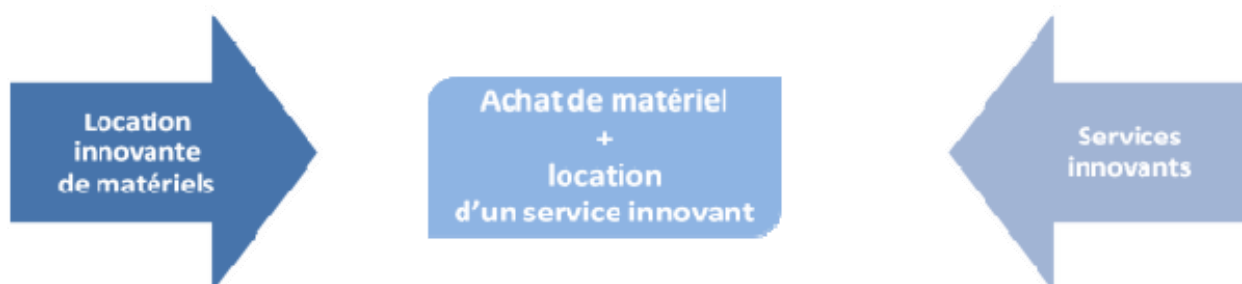 Location
innovante
de matériels
Achat de matériel
+
location
d'un service innovant
Services
innovants